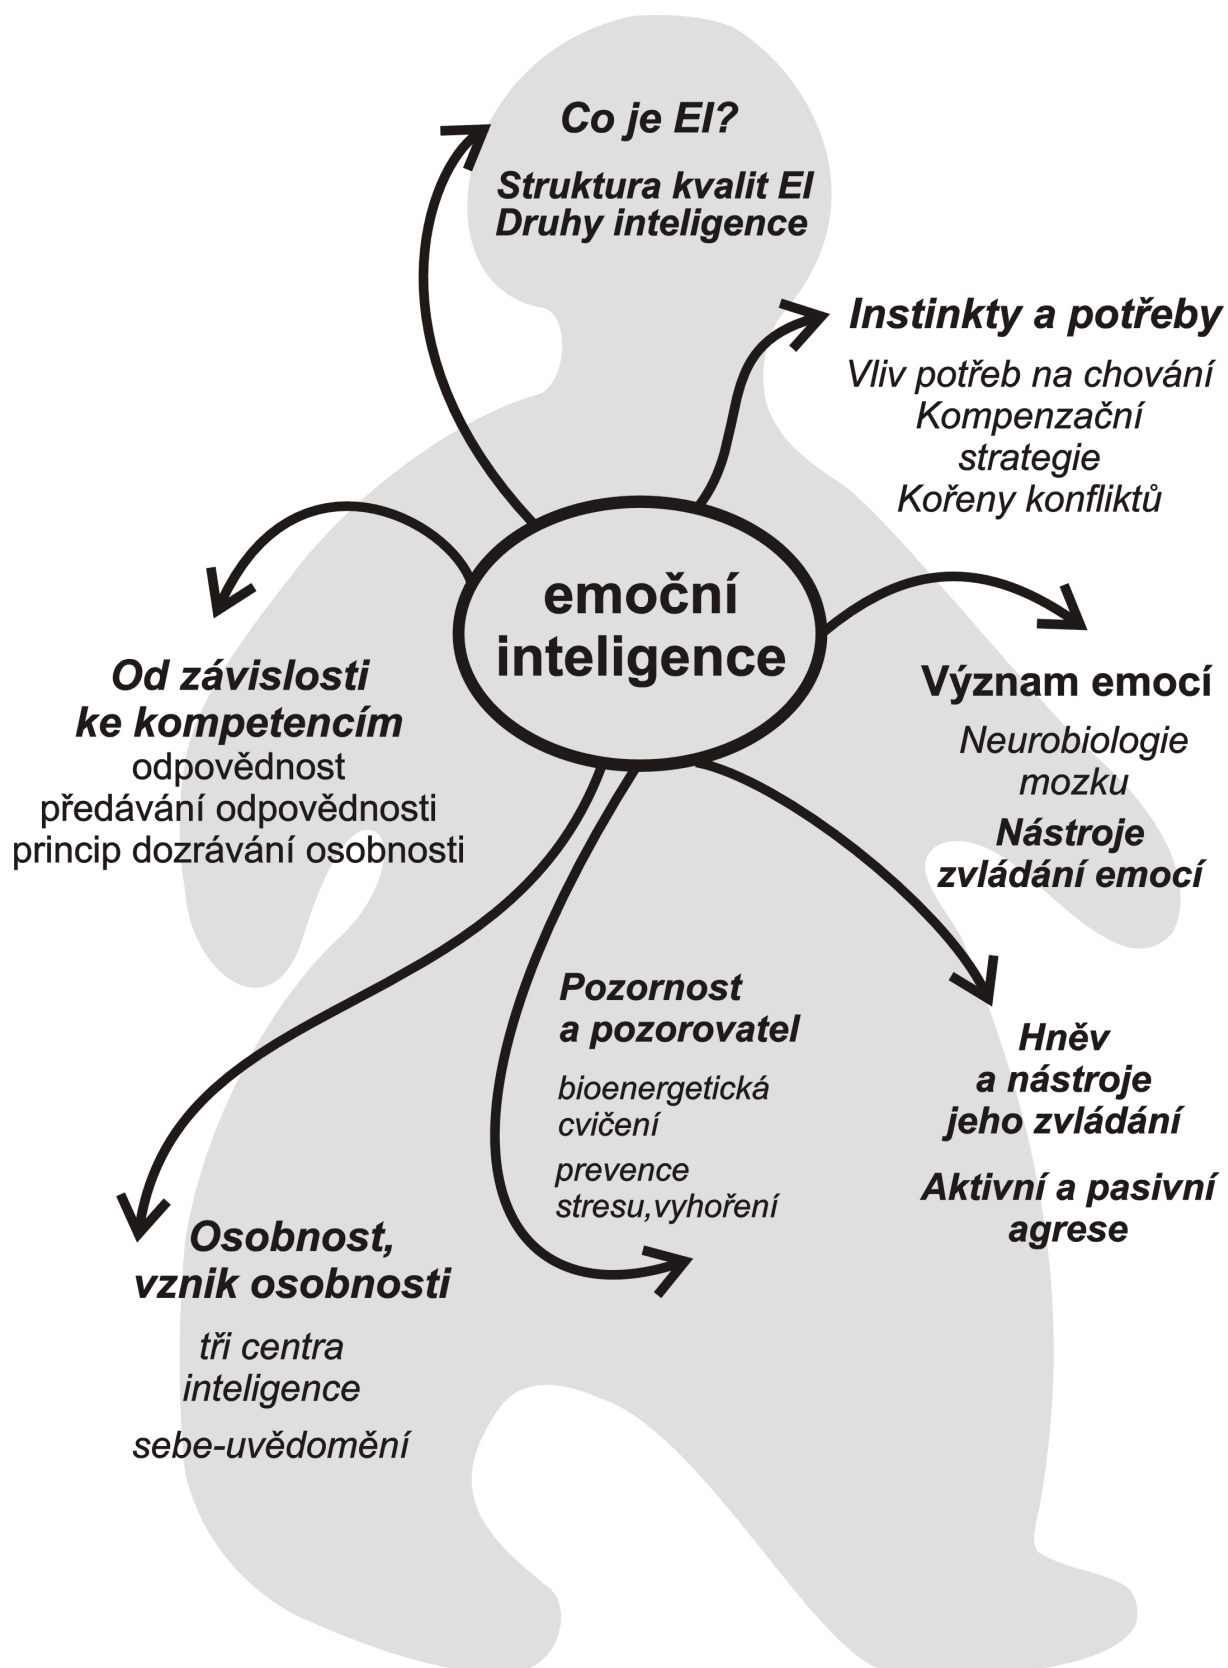 Co je EI?
Struktura kvalit EI
Druhy inteligence
Instinkty a potřeby
Vliv potřeb na chování
Kompenzační
strategie
Kořeny konfliktů
emoční
inteligence
Od závislosti
ke kompetencím
odpovědnost
předávání odpovědnosti
princip dozrávání osobnosti
Význam emocí
Neurobiologie
mozku
Nástroje
zvládání emocí
Pozornost
a pozorovatel
bioenergetická
cvičení
prevence
stresu,vyhoření
Hněv
a nástroje
jeho zvládání
Aktivní a pasivní
agrese
Osobnost,
vznik osobnosti
tři centra
inteligence
sebe-uvědomění